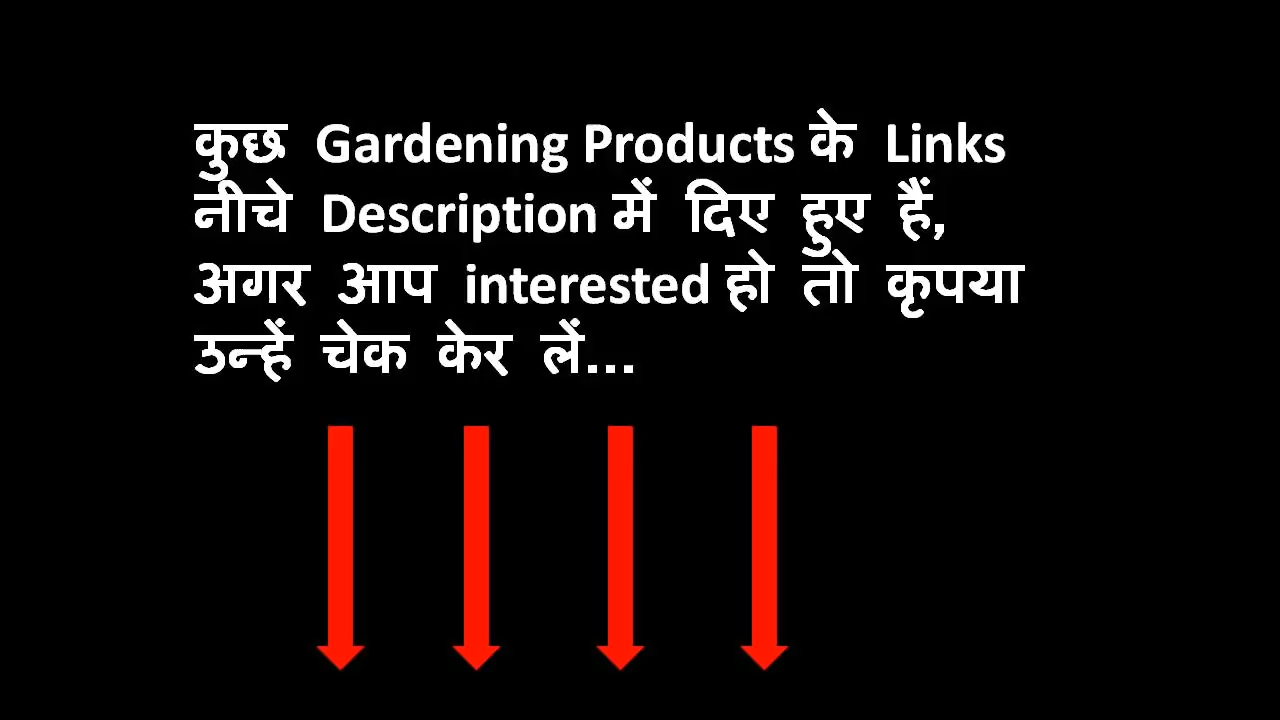 कुछ Gardening Products के Links
नीचे Description में दिए हुए हैं,
अगर आप interested हो तो कृपया
उन्हें चेक केर लें...